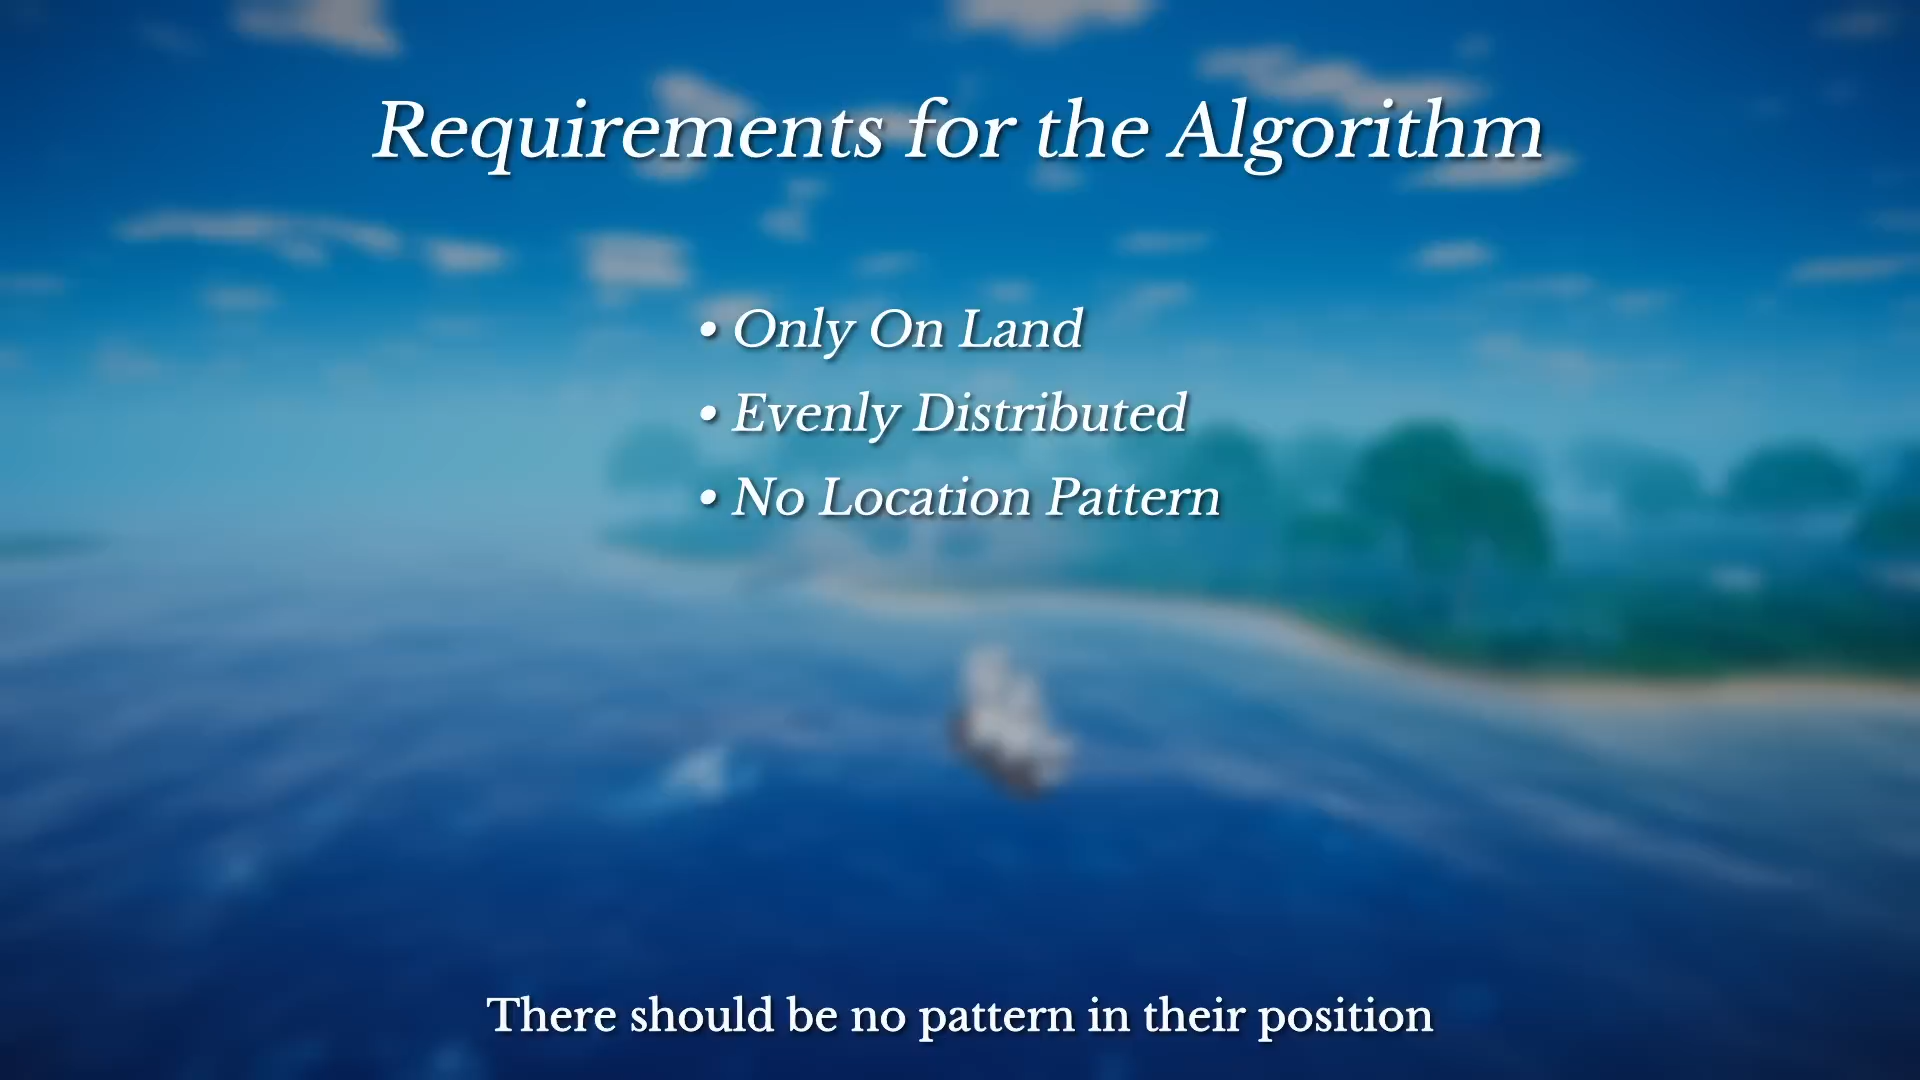 Requirements for the Algorithm
• Only On Land
• Evenly Distributed
• No Location Pattern
There should be no pattern in their position